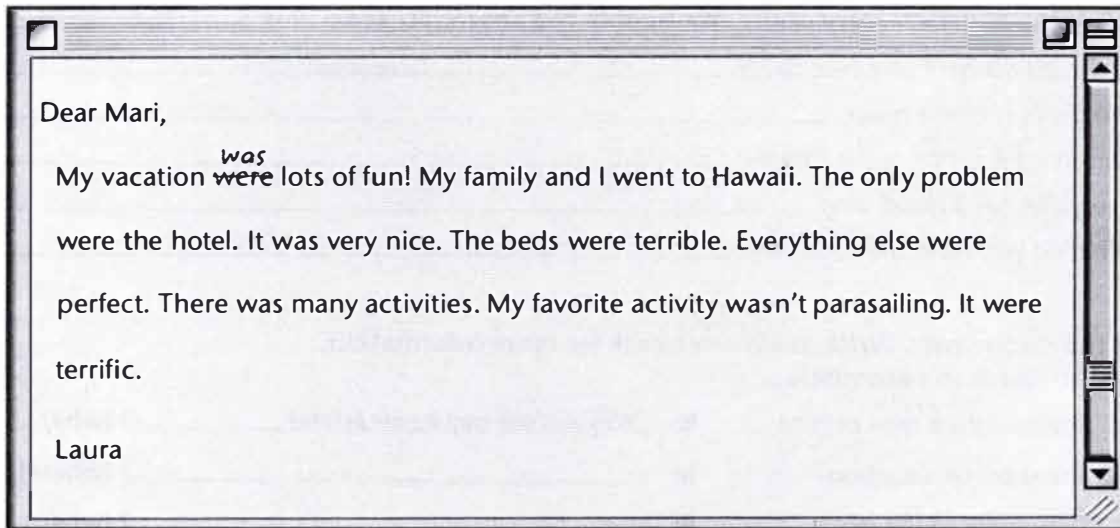 Dear Mari,
was
My vacation were lots of fun! My family and I went to Hawaii. The only problem
were the hotel. It was very nice. The beds were terrible. Everything else were
perfect. There was many activities. My favorite activity wasn't parasailing. It were
terrific.
Laura